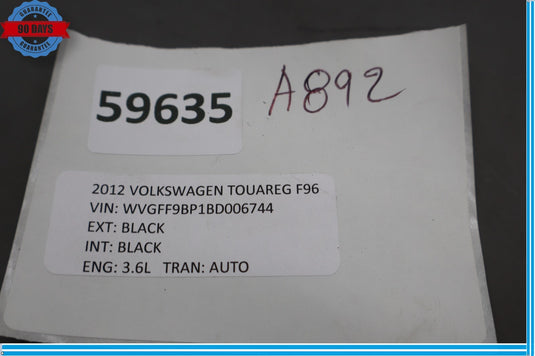 GUARANTEE
90 DAYS
GUARANTEE
59635
A892
2012 VOLKSWAGEN TOUAREG F96
VIN: WVGFF9BP1BD006744
EXT: BLACK
INT: BLACK
ENG: 3.6L TRAN: AUTO